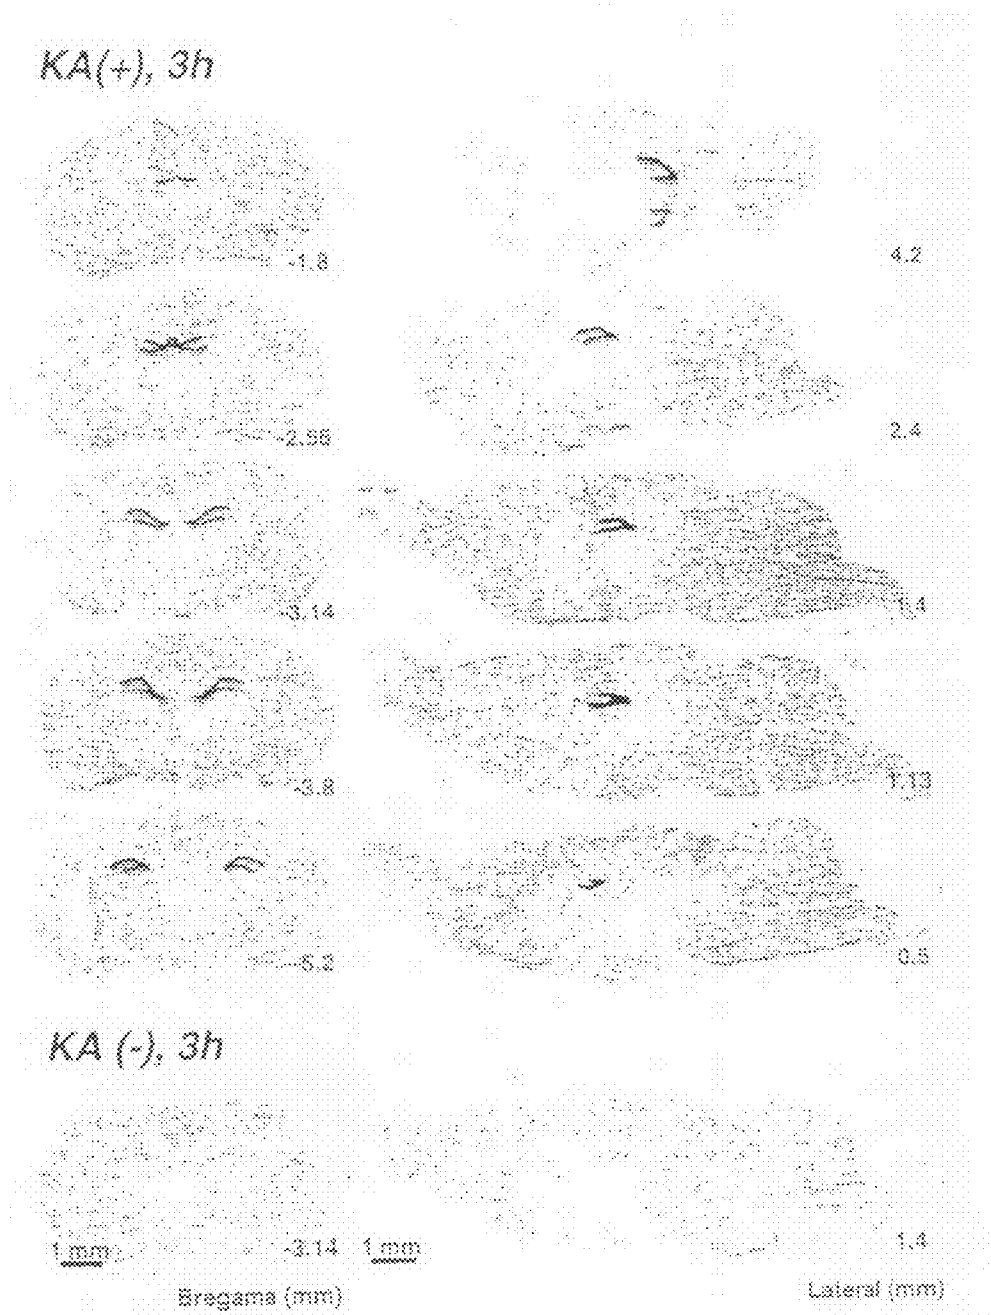 KA(+), 3h
-1.8
4.2
-2.56
2.4
-3.14
1.4
-3.8
1.13
-5.2
0.5
KA (-), 3h
1 mm
-3.14
1 mm
1.4
Bregama (mm)
Lateral (mm)